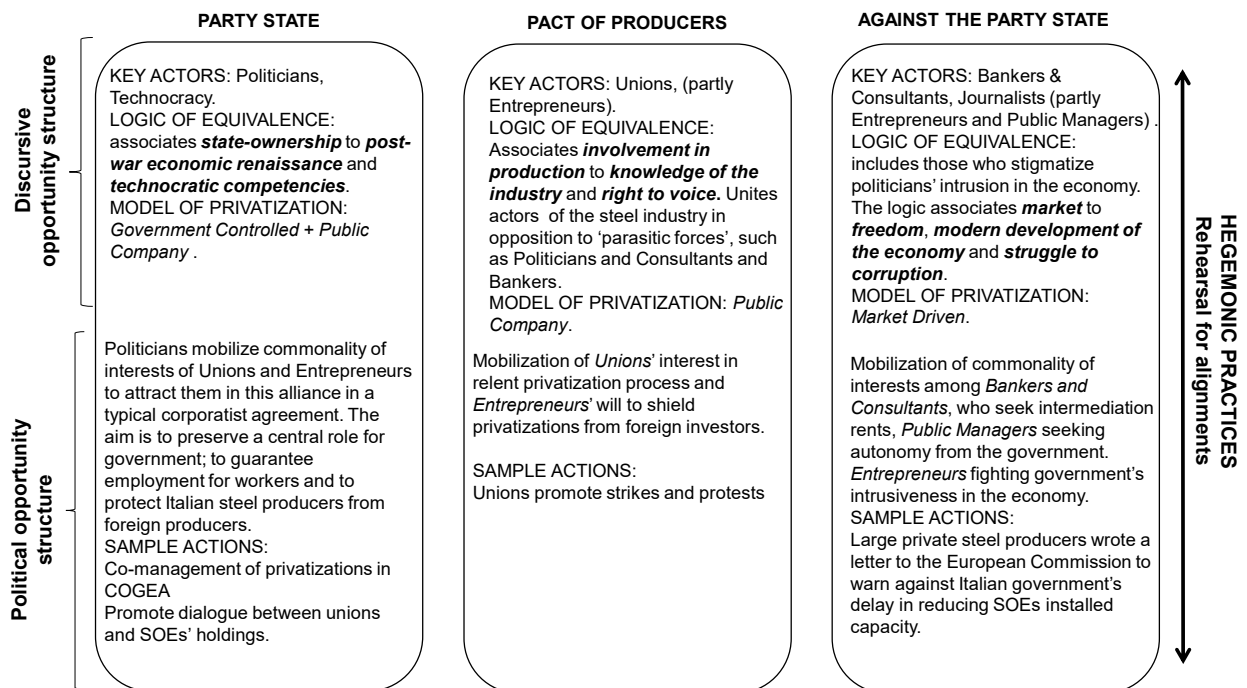 PARTY STATE
PACT OF PRODUCERS
AGAINST THE PARTY STATE
Discursive
opportunity structure
KEY ACTORS: Politicians,
Technocracy.
LOGIC OF EQUIVALENCE:
associates state-ownership to post-
war economic renaissance and
technocratic competencies.
MODEL OF PRIVATIZATION:
Government Controlled + Public
Company .
KEY ACTORS: Unions, (partly
Entrepreneurs).
LOGIC OF EQUIVALENCE:
Associates involvement in
production to knowledge of the
industry and right to voice. Unites
actors of the steel industry in
opposition to ‘parasitic forces’, such
as Politicians and Consultants and
Bankers.
MODEL OF PRIVATIZATION: Public
Company.
KEY ACTORS: Bankers &
Consultants, Journalists (partly
Entrepreneurs and Public Managers) .
LOGIC OF EQUIVALENCE:
includes those who stigmatize
politicians’ intrusion in the economy.
The logic associates market to
freedom, modern development of
the economy and struggle to
corruption.
MODEL OF PRIVATIZATION:
Market Driven.
Political opportunity
structure
Politicians mobilize commonality of
interests of Unions and Entrepreneurs
to attract them in this alliance in a
typical corporatist agreement. The
aim is to preserve a central role for
government; to guarantee
employment for workers and to
protect Italian steel producers from
foreign producers.
SAMPLE ACTIONS:
Co-management of privatizations in
COGEA
Promote dialogue between unions
and SOEs’ holdings.
Mobilization of Unions’ interest in
relent privatization process and
Entrepreneurs’ will to shield
privatizations from foreign investors.
SAMPLE ACTIONS:
Unions promote strikes and protests
Mobilization of commonality of
interests among Bankers and
Consultants, who seek intermediation
rents, Public Managers seeking
autonomy from the government.
Entrepreneurs fighting government’s
intrusiveness in the economy.
SAMPLE ACTIONS:
Large private steel producers wrote a
letter to the European Commission to
warn against Italian government’s
delay in reducing SOEs installed
capacity.
HEGEMONIC PRACTICES
Rehearsal for alignments